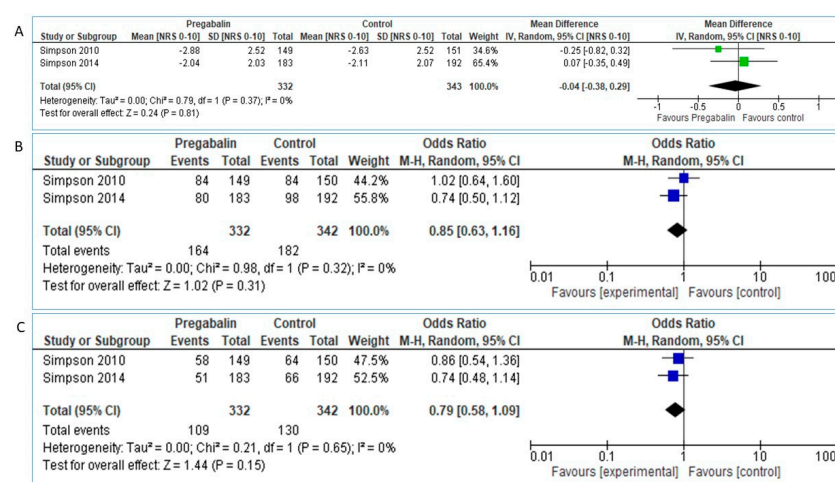 A
Pregabalin Control Mean Difference Mean Difference
Study or Subgroup Mean [NRS 0-10] SD [NRS 0-10] Total Mean [NRS 0-10] SD [NRS 0-10] Total Weight IV, Random, 95% CI [NRS 0-10] IV, Random, 95% CI [NRS 0-10]
Simpson 2010 -2.88 2.52 149 -2.63 2.52 151 34.6% -0.25 [-0.82, 0.32]
Simpson 2014 -2.04 2.03 183 -2.11 2.07 192 65.4% 0.07 [-0.35, 0.49]
Total (95% CI) 332 343 100.0% -0.04 [-0.38, 0.29]
Heterogeneity: Tau² = 0.00; Chi² = 0.79, df = 1 (P = 0.37); I² = 0%
Test for overall effect: Z = 0.24 (P = 0.81)
-1 -0.5 0 0.5 1
Favours Pregabalin Favours control
B
Pregabalin Control Odds Ratio Odds Ratio
Study or Subgroup Events Total Events Total Weight M-H, Random, 95% CI M-H, Random, 95% CI
Simpson 2010 84 149 84 150 44.2% 1.02 [0.64, 1.60]
Simpson 2014 80 183 98 192 55.8% 0.74 [0.50, 1.12]
Total (95% CI) 332 342 100.0% 0.85 [0.63, 1.16]
Total events 164 182
Heterogeneity: Tau² = 0.00; Chi² = 0.98, df = 1 (P = 0.32); I² = 0%
Test for overall effect: Z = 1.02 (P = 0.31)
0.01 0.1 1 10 100
Favours [experimental] Favours [control]
C
Pregabalin Control Odds Ratio Odds Ratio
Study or Subgroup Events Total Events Total Weight M-H, Random, 95% CI M-H, Random, 95% CI
Simpson 2010 58 149 64 150 47.5% 0.86 [0.54, 1.36]
Simpson 2014 51 183 66 192 52.5% 0.74 [0.48, 1.14]
Total (95% CI) 332 342 100.0% 0.79 [0.58, 1.09]
Total events 109 130
Heterogeneity: Tau² = 0.00; Chi² = 0.21, df = 1 (P = 0.65); I² = 0%
Test for overall effect: Z = 1.44 (P = 0.15)
0.01 0.1 1 10 100
Favours [experimental] Favours [control]